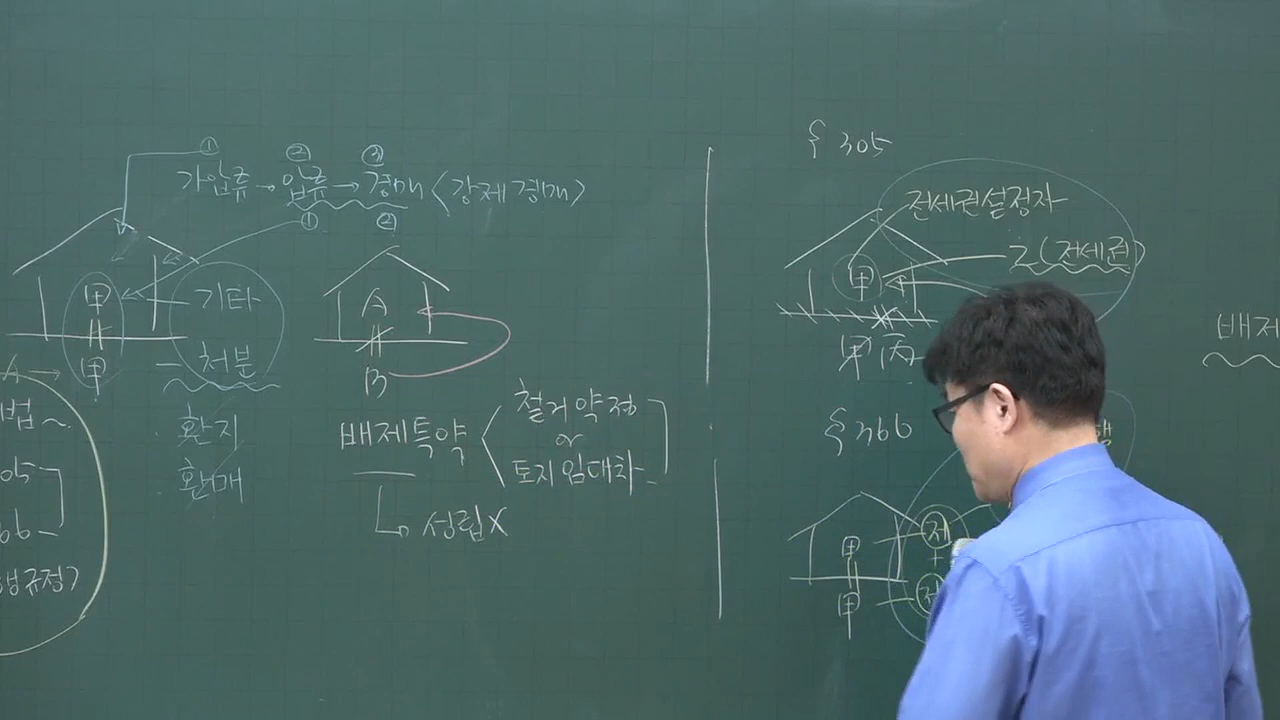 ①
② ③
가압류 → 압류 → 경매 〈강제경매〉
① ②
甲
기타
甲
처분
환지
환매
A
B
배제특약
철거약정
or
토지임대차
성립X
§305
전세권설정자
甲
乙(전세권)
甲 丙
§366
甲
저
+
甲
저
배제